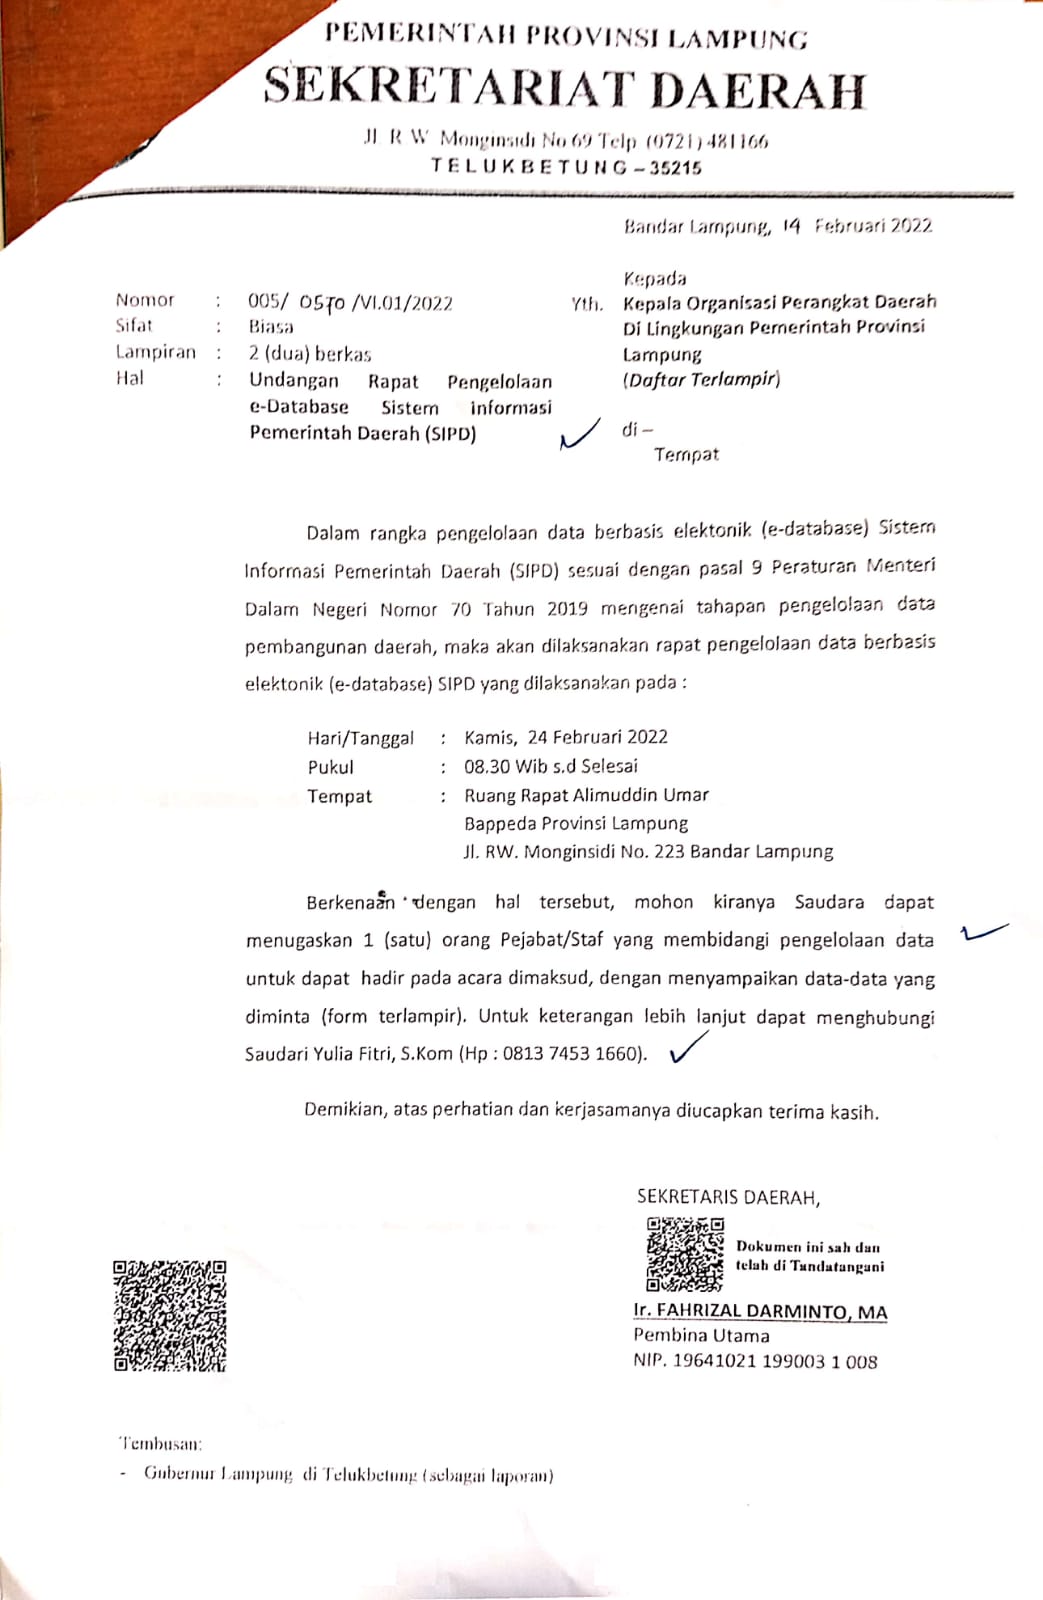 PEMERINTAH PROVINSI LAMPUNG
SEKRETARIAT DAERAH
Jl. R W Monginsidi No 69 Telp (0721) 481166
TELUKBETUNG – 35215
Bandar Lampung, 14 Februari 2022
Kepada
Nomor : 005/ 0570 /VI.01/2022
Yth. Kepala Organisasi Perangkat Daerah
Sifat : Biasa
Di Lingkungan Pemerintah Provinsi
Lampiran : 2 (dua) berkas
Lampung
Hal : Undangan Rapat Pengelolaan
(Daftar Terlampir)
e-Database Sistem informasi
Pemerintah Daerah (SIPD)
di –
Tempat
Dalam rangka pengelolaan data berbasis elektonik (e-database) Sistem
Informasi Pemerintah Daerah (SIPD) sesuai dengan pasal 9 Peraturan Menteri
Dalam Negeri Nomor 70 Tahun 2019 mengenai tahapan pengelolaan data
pembangunan daerah, maka akan dilaksanakan rapat pengelolaan data berbasis
elektonik (e-database) SIPD yang dilaksanakan pada :
Hari/Tanggal : Kamis, 24 Februari 2022
Pukul : 08.30 Wib s.d Selesai
Tempat : Ruang Rapat Alimuddin Umar
Bappeda Provinsi Lampung
Jl. RW. Monginsidi No. 223 Bandar Lampung
Berkenaan dengan hal tersebut, mohon kiranya Saudara dapat
menugaskan 1 (satu) orang Pejabat/Staf yang membidangi pengelolaan data
untuk dapat hadir pada acara dimaksud, dengan menyampaikan data-data yang
diminta (form terlampir). Untuk keterangan lebih lanjut dapat menghubungi
Saudari Yulia Fitri, S.Kom (Hp : 0813 7453 1660).
Demikian, atas perhatian dan kerjasamanya diucapkan terima kasih.
SEKRETARIS DAERAH,
Dokumen ini sah dan
telah di Tandatangani
Ir. FAHRIZAL DARMINTO, MA
Pembina Utama
NIP. 19641021 199003 1 008
Tembusan:
- Gubernur Lampung di Telukbetung (sebagai laporan)